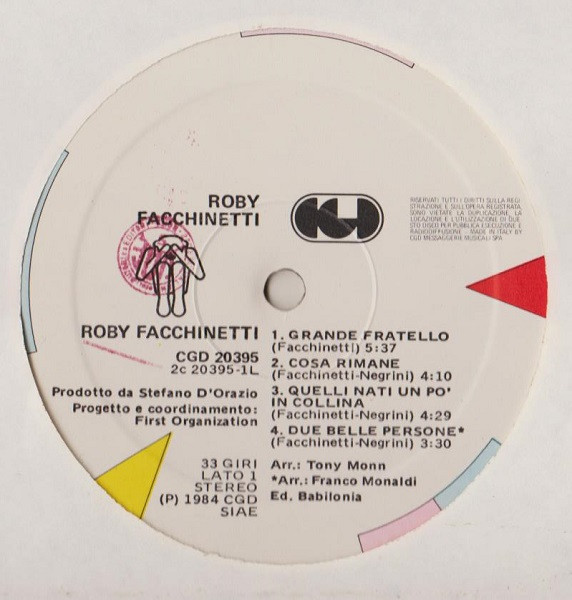 ROBY
FACCHINETTI
RISERVATI TUTTI I DIRITTI SULLA REGI
STRAZIONE E SULL'OPERA REGISTRATA
SONO VIETATE LA DUPLICAZIONE, LA
LOCAZIONE E L'UTILIZZAZIONE DI QUE
STO DISCO PER PUBBLICA ESECUZIONE E
RADIODIFFUSIONE - MADE IN ITALY BY
CGD MESSAGGERIE MUSICALI SPA
ROBY FACCHINETTI
CGD 20395
2c 20395-1L
Prodotto da Stefano D'Orazio
Progetto e coordinamento:
First Organization
33 GIRI
LATO 1
STEREO
(P) 1984 CGD
SIAE
1. GRANDE FRATELLO
(Facchinetti) 5:37
2. COSA RIMANE
(Facchinetti-Negrini) 4:10
3. QUELLI NATI UN PO'
IN COLLINA
(Facchinetti-Negrini) 4:29
4. DUE BELLE PERSONE*
(Facchinetti-Negrini) 3:30
Arr.: Tony Monn
*Arr.: Franco Monaldi
Ed. Babilonia